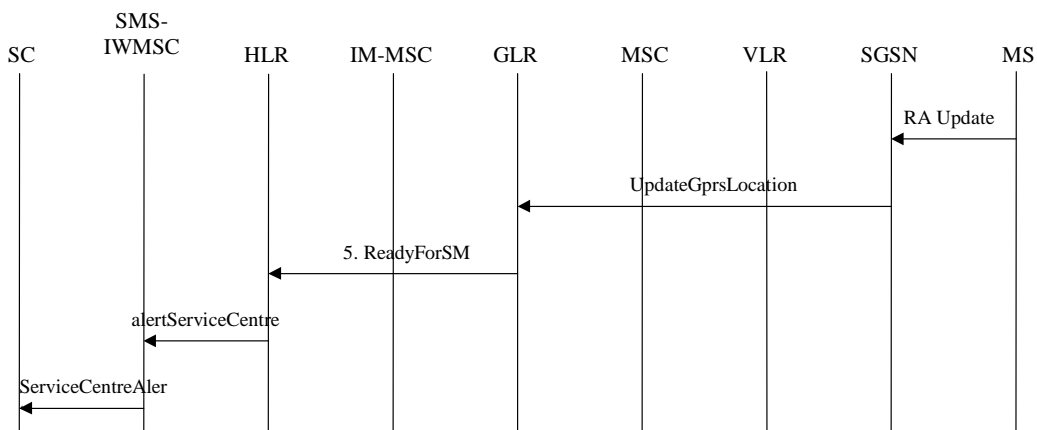 SMS-
IWMSC
SC
HLR
IM-MSC
GLR
MSC
VLR
SGSN
MS
RA Update
UpdateGprsLocation
5. ReadyForSM
alertServiceCentre
ServiceCentreAler